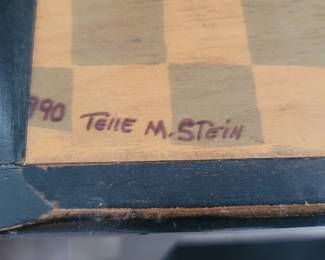 990 Telle M. Stein